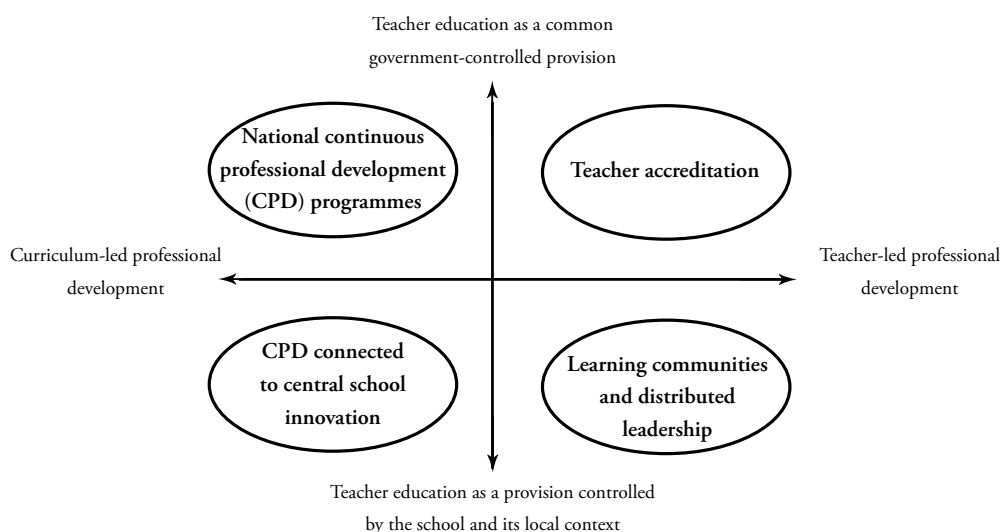 Teacher education as a common
government-controlled provision
National continuous
professional development
(CPD) programmes
Teacher accreditation
Curriculum-led professional
development
Teacher-led professional
development
CPD connected
to central school
innovation
Learning communities
and distributed
leadership
Teacher education as a provision controlled
by the school and its local context